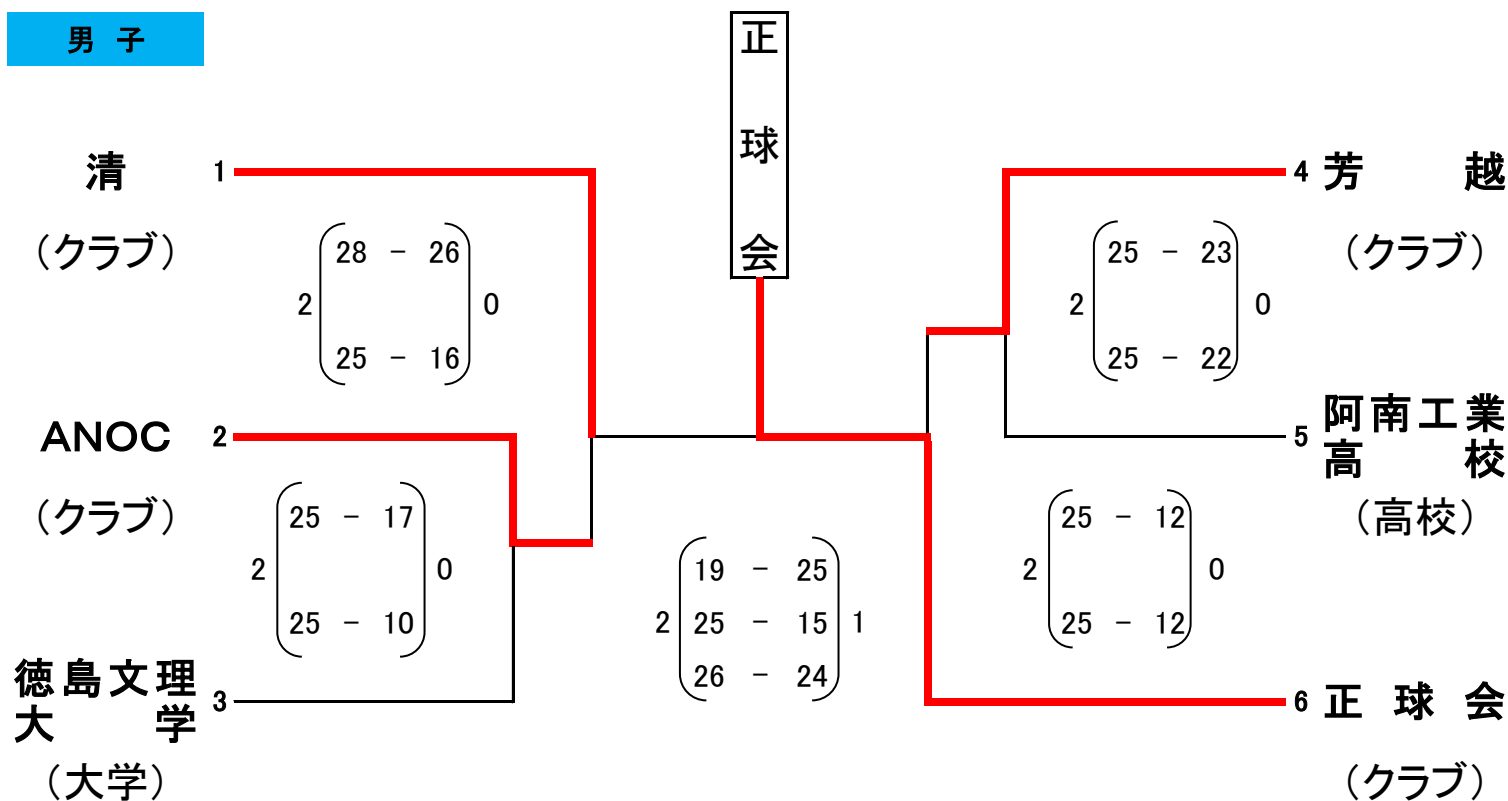 男 子
正球会
清 1
(クラブ)
2 28 - 26 0
25 - 16
ANOC 2
(クラブ)
2 25 - 17 0
25 - 10
徳島文理
大学 3
(大学)
19 - 25
2 25 - 15 1
26 - 24
4 芳越
(クラブ)
2 25 - 23 0
25 - 22
5 阿南工業
高校
(高校)
2 25 - 12 0
25 - 12
6 正球会
(クラブ)